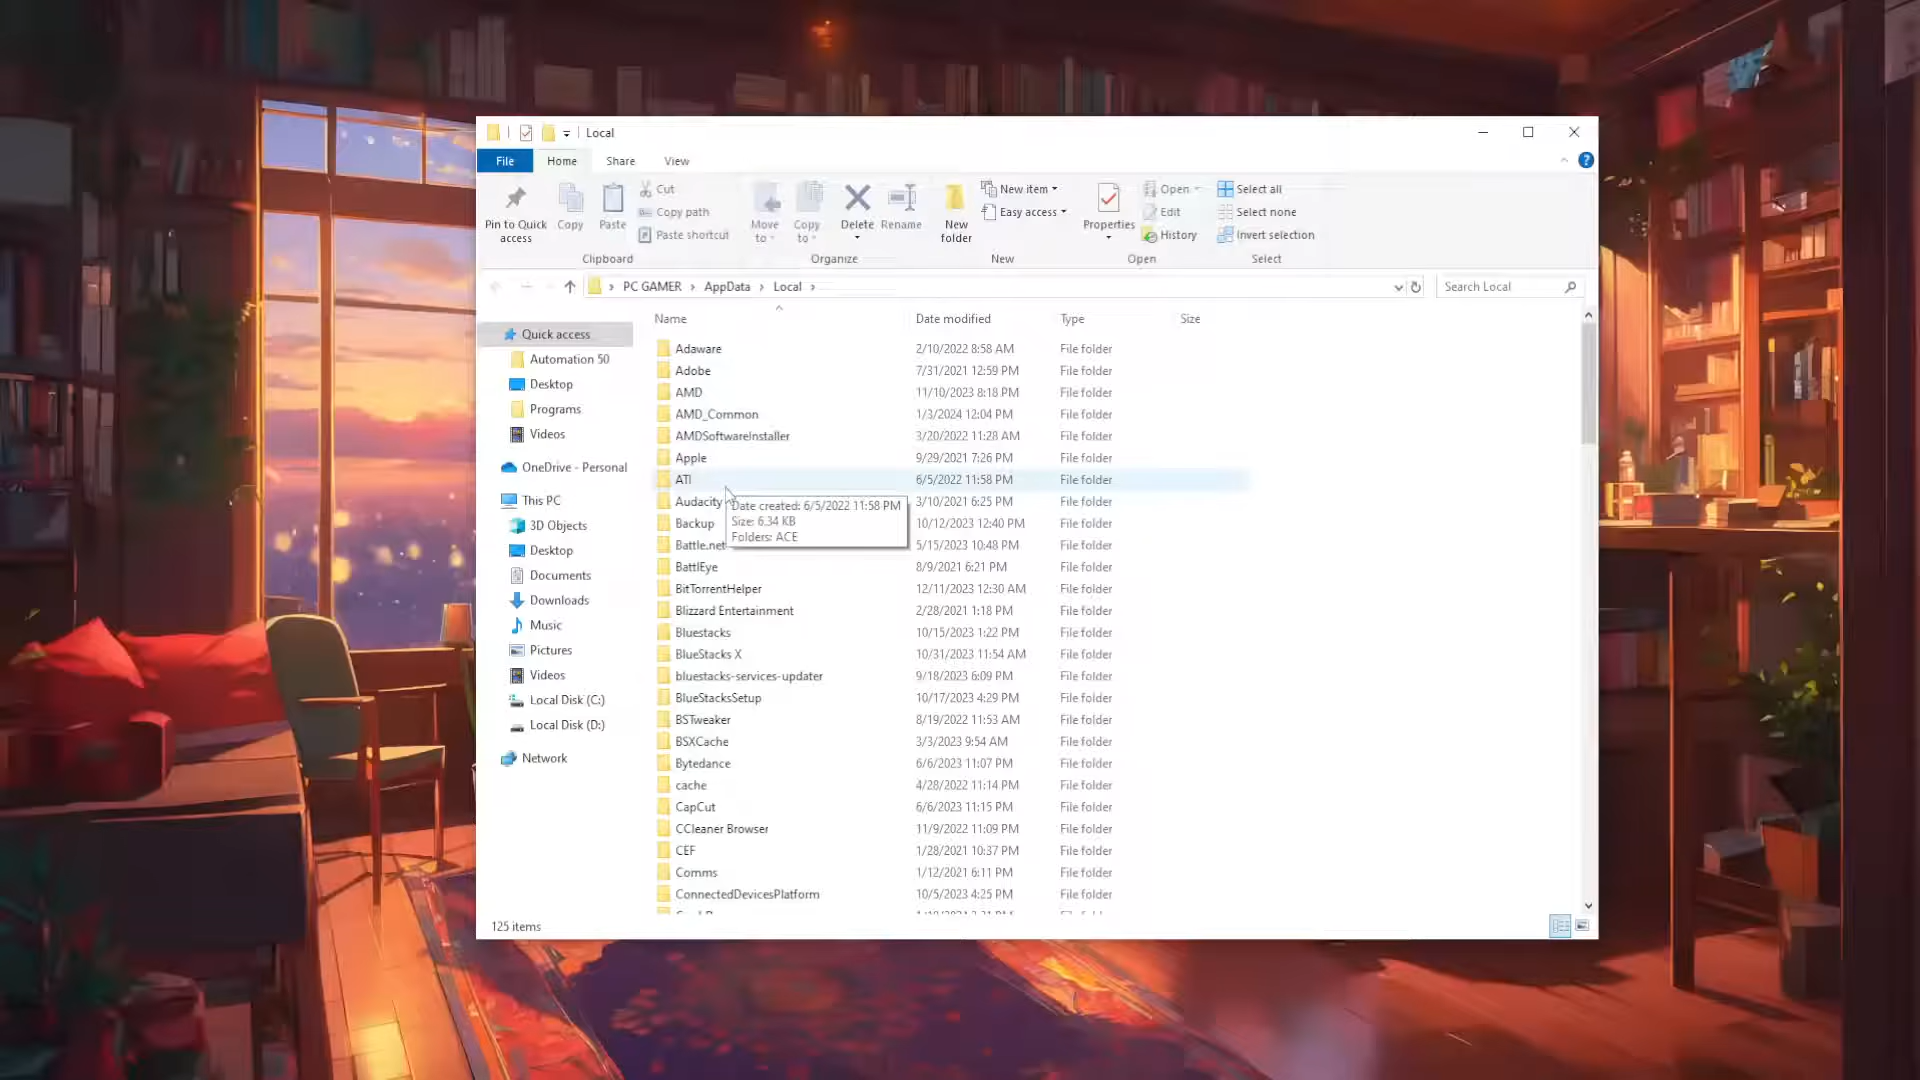 Local
File Home Share View
Pin to Quick access
Copy
Paste
Cut
Copy path
Paste shortcut
Clipboard
Move to
Copy to
Delete
Rename
Organize
New folder
New item
Easy access
New
Properties
Open
Edit
History
Open
Select all
Select none
Invert selection
Select
PC GAMER AppData Local
Search Local
Quick access
Automation 50
Desktop
Programs
Videos
OneDrive - Personal
This PC
3D Objects
Desktop
Documents
Downloads
Music
Pictures
Videos
Local Disk (C:)
Local Disk (D:)
Network
Name Date modified Type Size
Adaware 2/10/2022 8:58 AM File folder
Adobe 7/31/2021 12:59 PM File folder
AMD 11/10/2023 8:18 PM File folder
AMD_Common 1/3/2024 12:04 PM File folder
AMDSoftwareInstaller 3/20/2022 11:28 AM File folder
Apple 9/29/2021 7:26 PM File folder
ATI 6/5/2022 11:58 PM File folder
Audacity 3/10/2021 6:25 PM File folder
Backup 10/12/2023 12:40 PM File folder
Battle.net 5/15/2023 10:48 PM File folder
BattlEye 8/9/2021 6:21 PM File folder
BitTorrentHelper 12/11/2023 12:30 AM File folder
Blizzard Entertainment 2/28/2021 1:18 PM File folder
Bluestacks 10/15/2023 1:22 PM File folder
BlueStacks X 10/31/2023 11:54 AM File folder
bluestacks-services-updater 9/18/2023 6:09 PM File folder
BlueStacksSetup 10/17/2023 4:29 PM File folder
BSTweaker 8/19/2022 11:53 AM File folder
BSXCache 3/3/2023 9:54 AM File folder
Bytedance 6/6/2023 11:07 PM File folder
cache 4/28/2022 11:14 PM File folder
CapCut 6/6/2023 11:15 PM File folder
CCleaner Browser 11/9/2022 11:09 PM File folder
CEF 1/28/2021 10:37 PM File folder
Comms 1/12/2021 6:11 PM File folder
ConnectedDevicesPlatform 10/5/2023 4:25 PM File folder
Date created: 6/5/2022 11:58 PM
Size: 6.34 KB
Folders: ACE
125 items